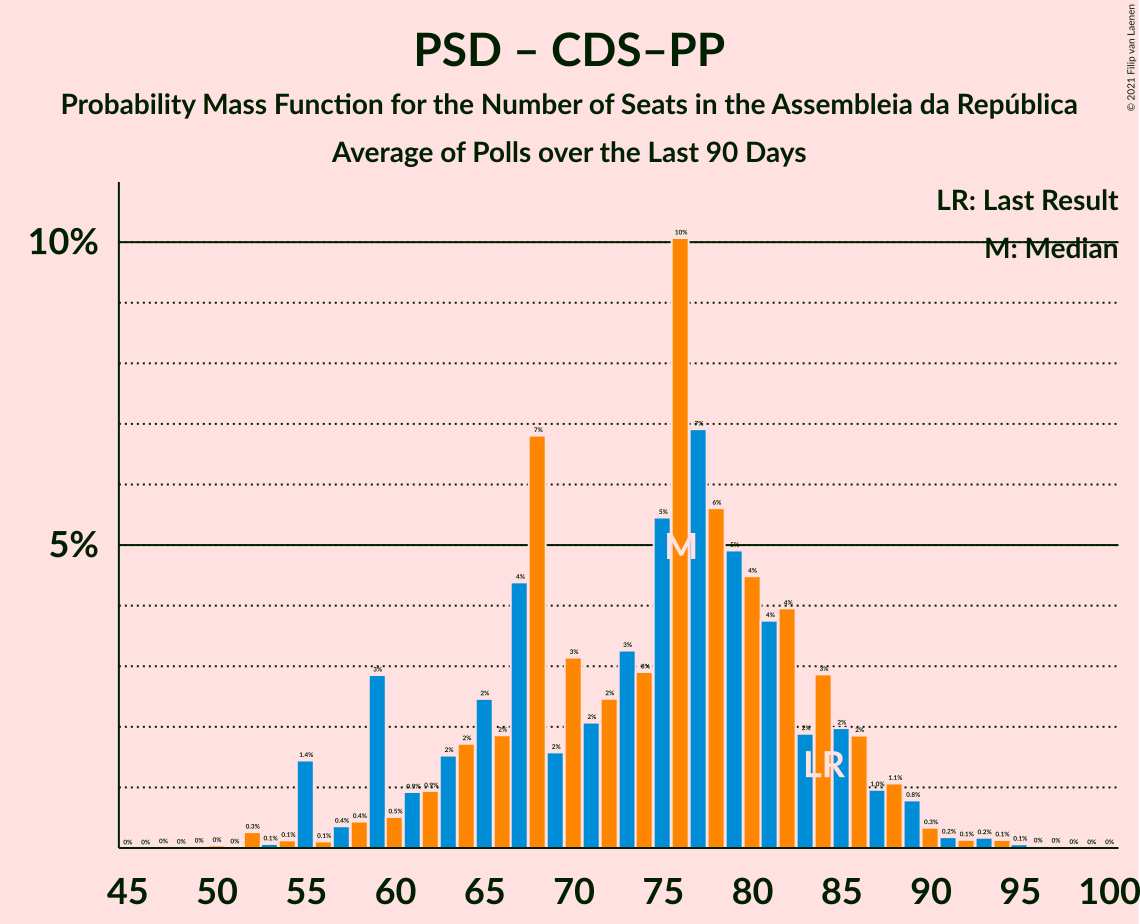 PSD – CDS–PP
Probability Mass Function for the Number of Seats in the Assembleia da República
Average of Polls over the Last 90 Days
© 2021 Filip van Laenen
LR: Last Result
M: Median
10%
5%
0% 0% 0% 0% 0% 0% 0% 0.3% 0.1% 0.1% 1.4% 0.1% 0.4% 0.4% 3% 0.5% 0.9% 0.9% 2% 2% 2% 2% 4% 7% 2% 3% 2% 2% 3% 3% 5% 10% 7% 6% 5% 4% 4% 4% 2% 3% 2% 2% 1.0% 1.1% 0.8% 0.3% 0.2% 0.1% 0.2% 0.1% 0.1% 0% 0% 0% 0% 0%
M
LR
45 50 55 60 65 70 75 80 85 90 95 100